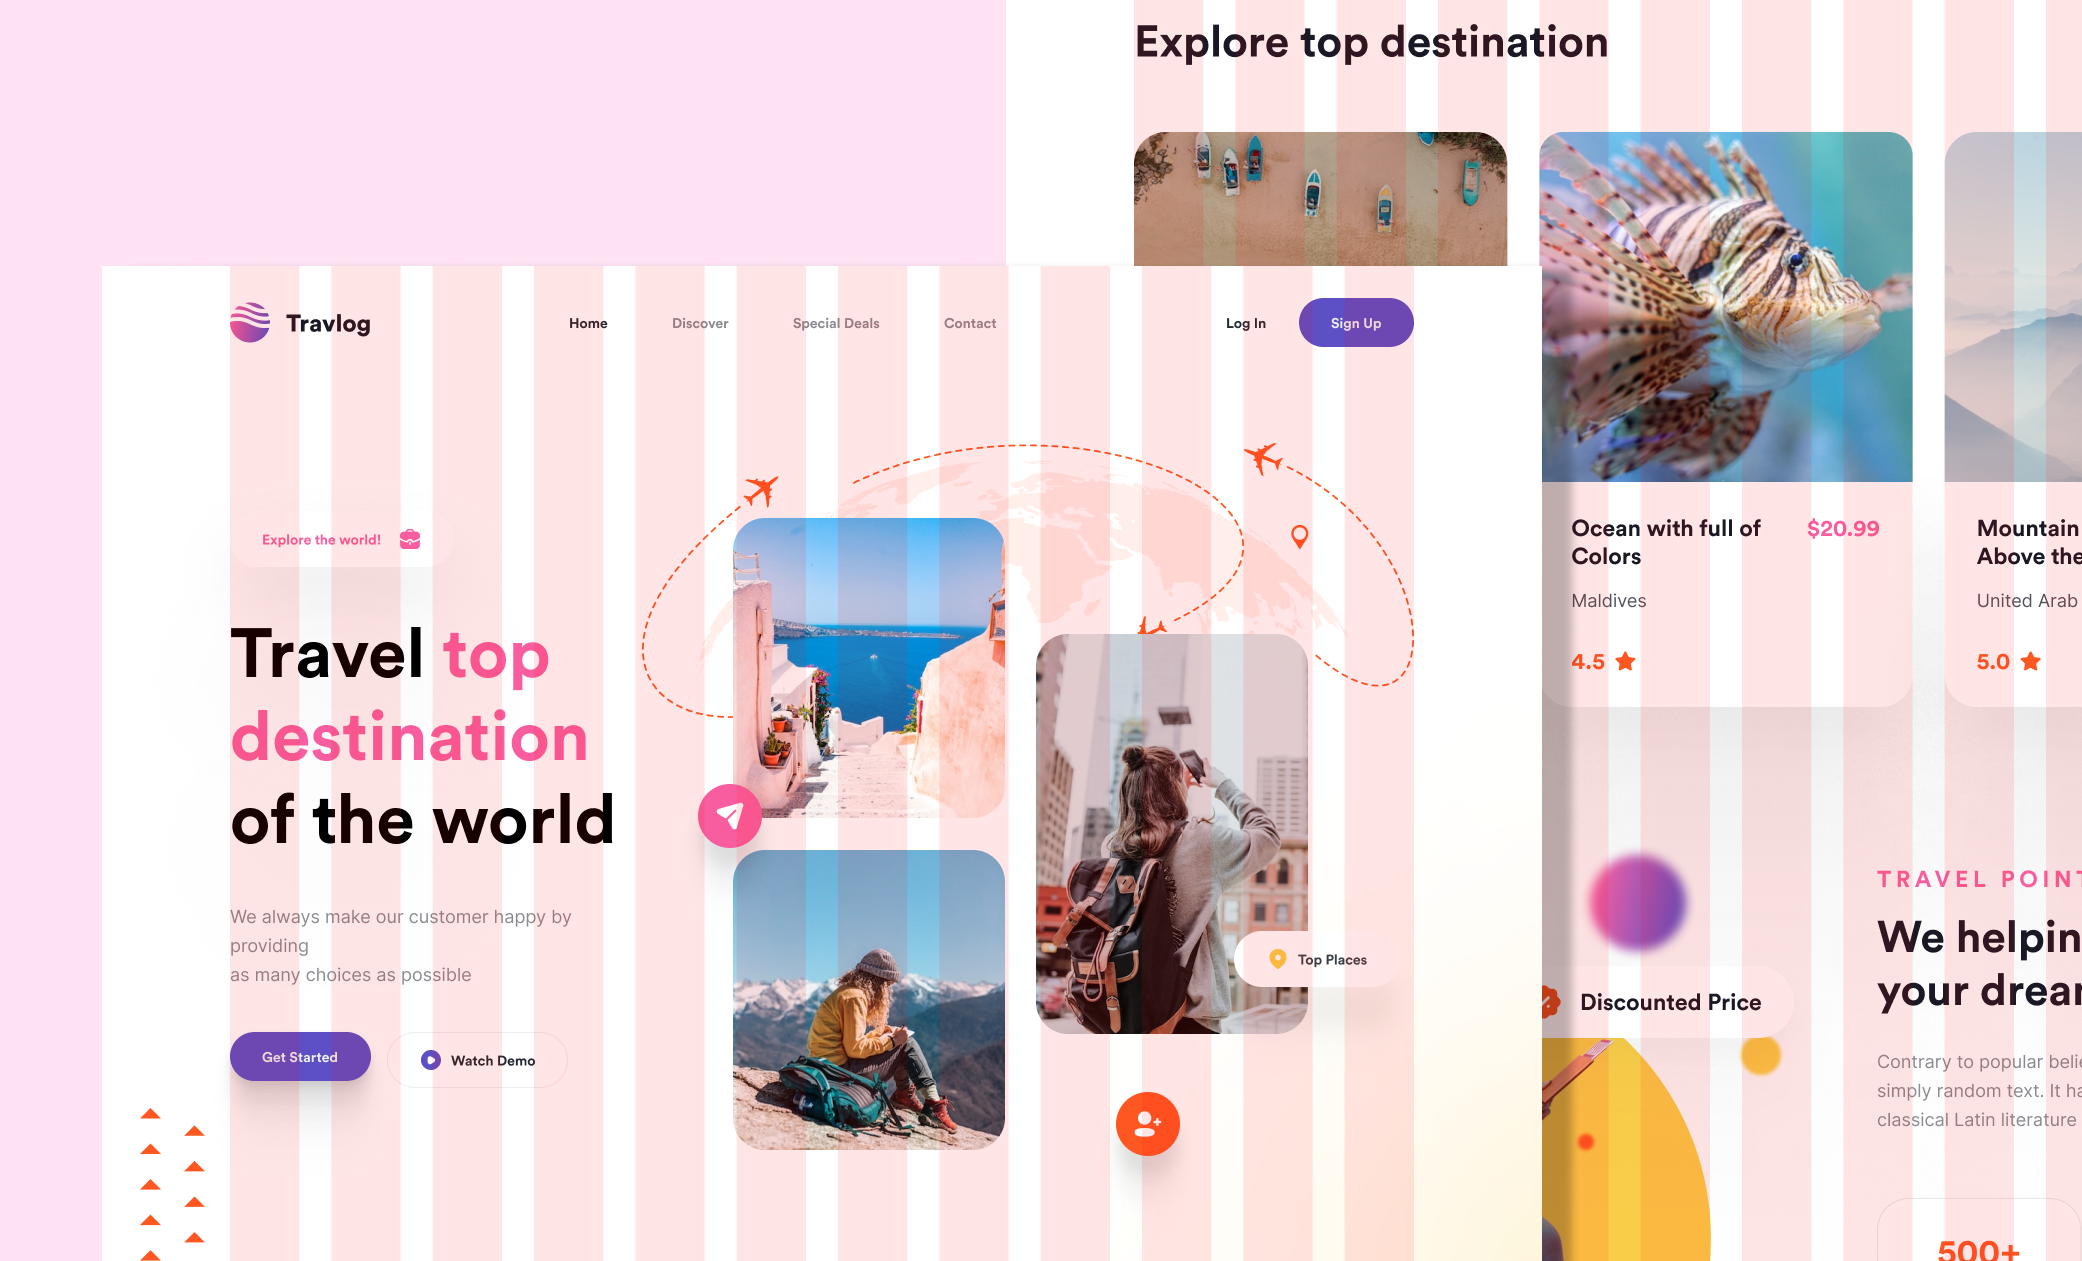 Explore top destination
Travlog
Home
Discover
Special Deals
Contact
Log In
Sign Up
Explore the world!
Travel top
destination
of the world
We always make our customer happy by
providing
as many choices as possible
Get Started
Watch Demo
Top Places
Ocean with full of
Colors
$20.99
Maldives
4.5
Mountain
Above the
United Arab
5.0
Discounted Price
TRAVEL POINT
We helpin
your drear
Contrary to popular belie
simply random text. It ha
classical Latin literature
500+